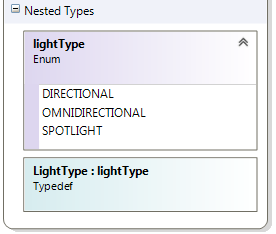 Nested Types
lightType
Enum
DIRECTIONAL
OMNIDIRECTIONAL
SPOTLIGHT
LightType : lightType
Typedef